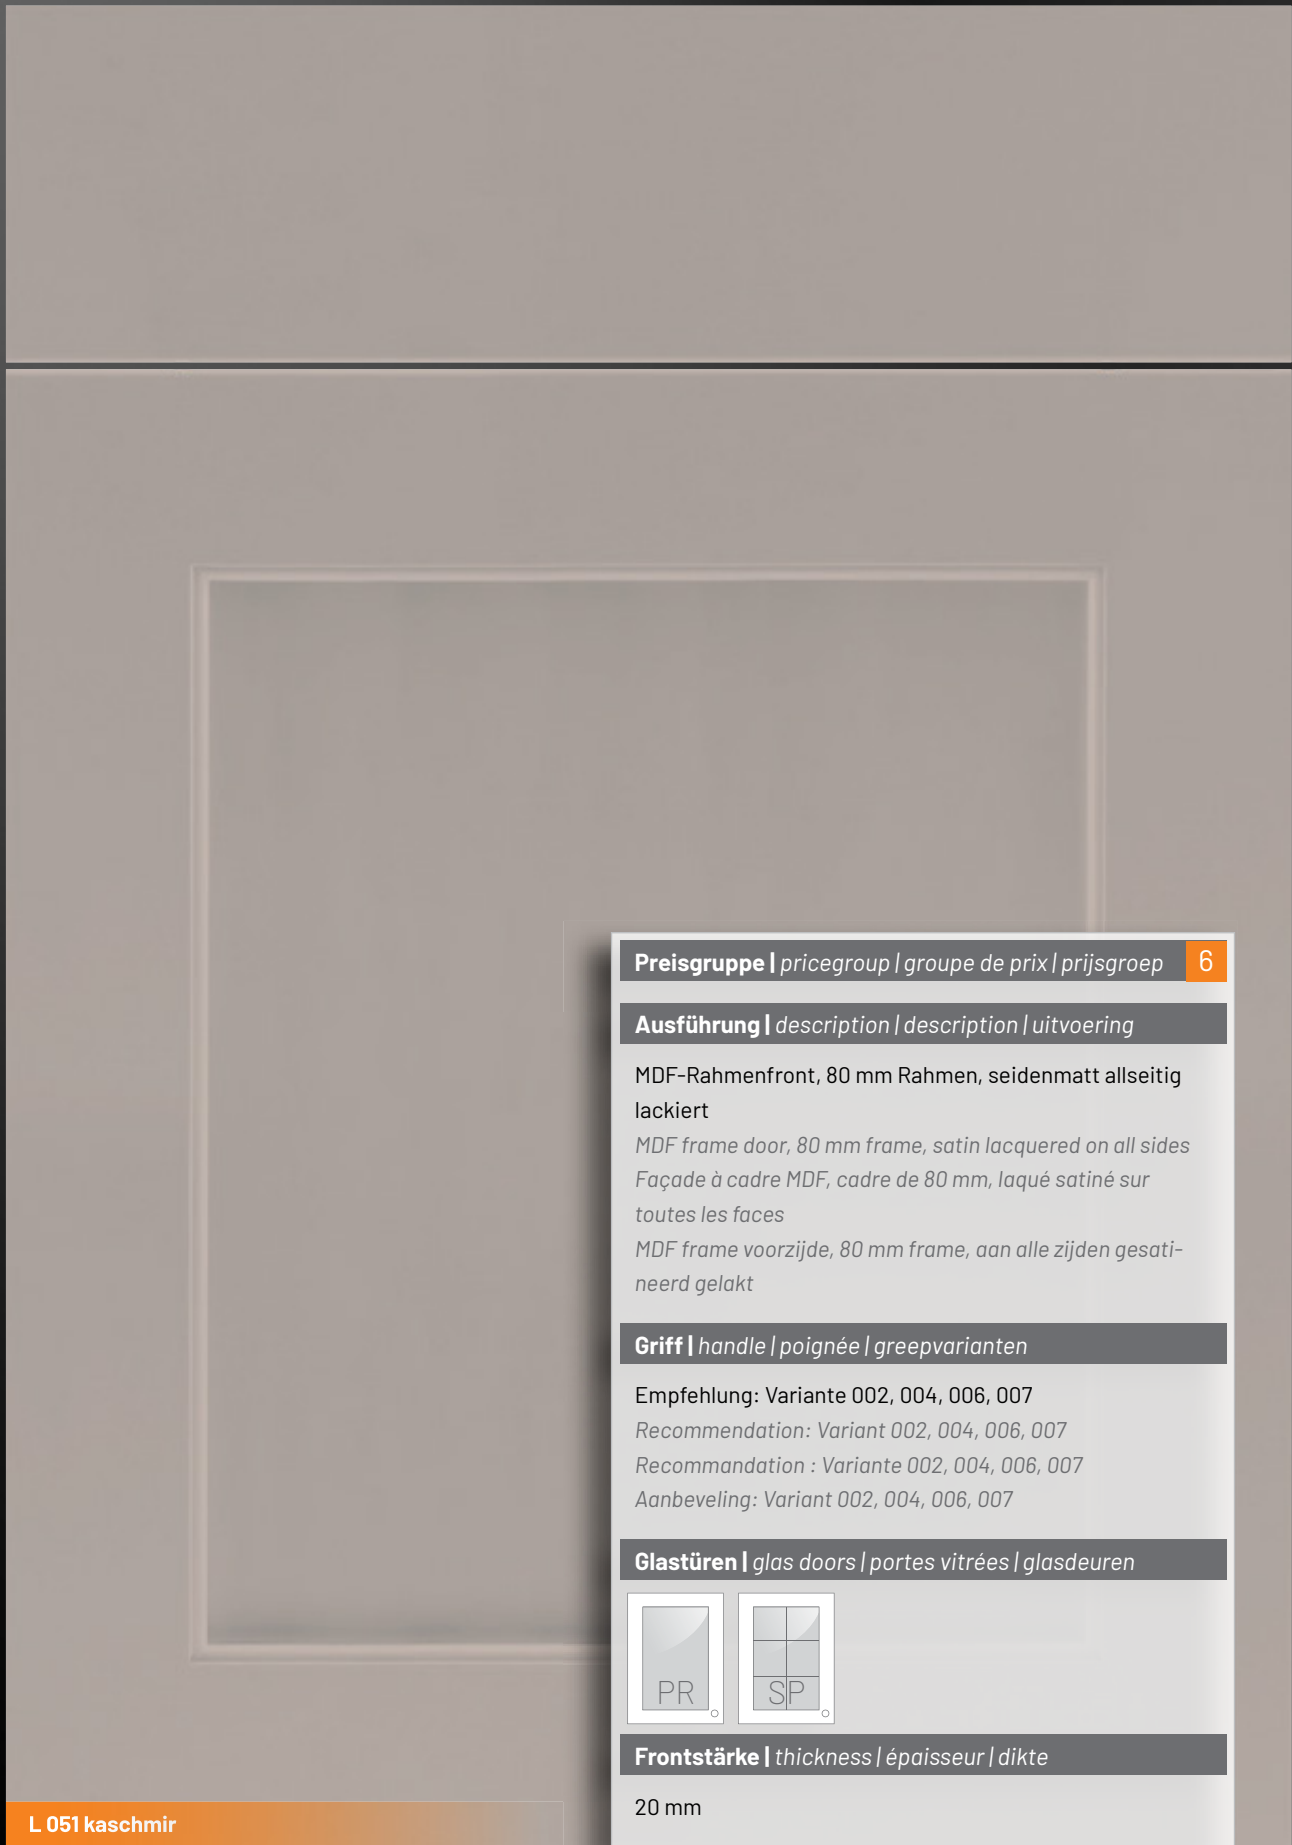 Preisgruppe | pricegroup | groupe de prix | prijsgroep 6
Ausführung | description | description | uitvoering
MDF-Rahmenfront, 80 mm Rahmen, seidenmatt allseitig
lackiert
MDF frame door, 80 mm frame, satin lacquered on all sides
Façade à cadre MDF, cadre de 80 mm, laqué satiné sur
toutes les faces
MDF frame voorzijde, 80 mm frame, aan alle zijden gesati-
neerd gelakt
Griff | handle | poignée | greepvarianten
Empfehlung: Variante 002, 004, 006, 007
Recommendation: Variant 002, 004, 006, 007
Recommandation : Variante 002, 004, 006, 007
Aanbeveling: Variant 002, 004, 006, 007
Glastüren | glas doors | portes vitrées | glasdeuren
PR SP
Frontstärke | thickness | épaisseur | dikte
20 mm
L 051 kaschmir